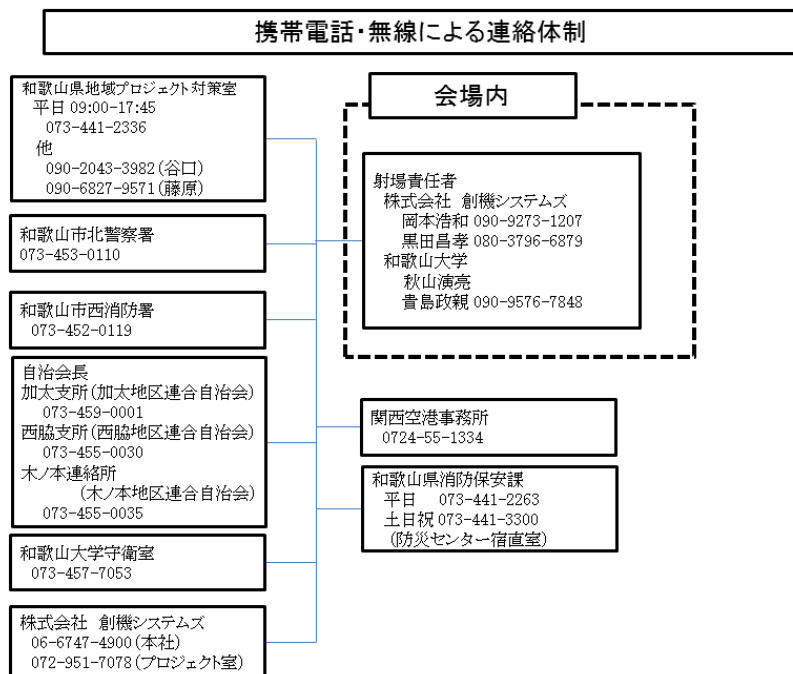 携帯電話・無線による連絡体制
和歌山県地域プロジェクト対策室
平日 09:00-17:45
073-441-2336
他
090-2043-3982(谷口)
090-6827-9571(藤原)
和歌山市北警察署
073-453-0110
和歌山市西消防署
073-452-0119
自治会長
加太支所(加太地区連合自治会)
073-459-0001
西脇支所(西脇地区連合自治会)
073-455-0030
木ノ本連絡所
(木ノ本地区連合自治会)
073-455-0035
和歌山大学守衛室
073-457-7053
株式会社 創機システムズ
06-6747-4900(本社)
072-951-7078(プロジェクト室)
会場内
射場責任者
株式会社 創機システムズ
岡本浩和 090-9273-1207
黒田昌孝 080-3796-6879
和歌山大学
秋山演亮
貴島政親 090-9576-7848
関西空港事務所
0724-55-1334
和歌山県消防保安課
平日 073-441-2263
土日祝 073-441-3300
(防災センター宿直室)